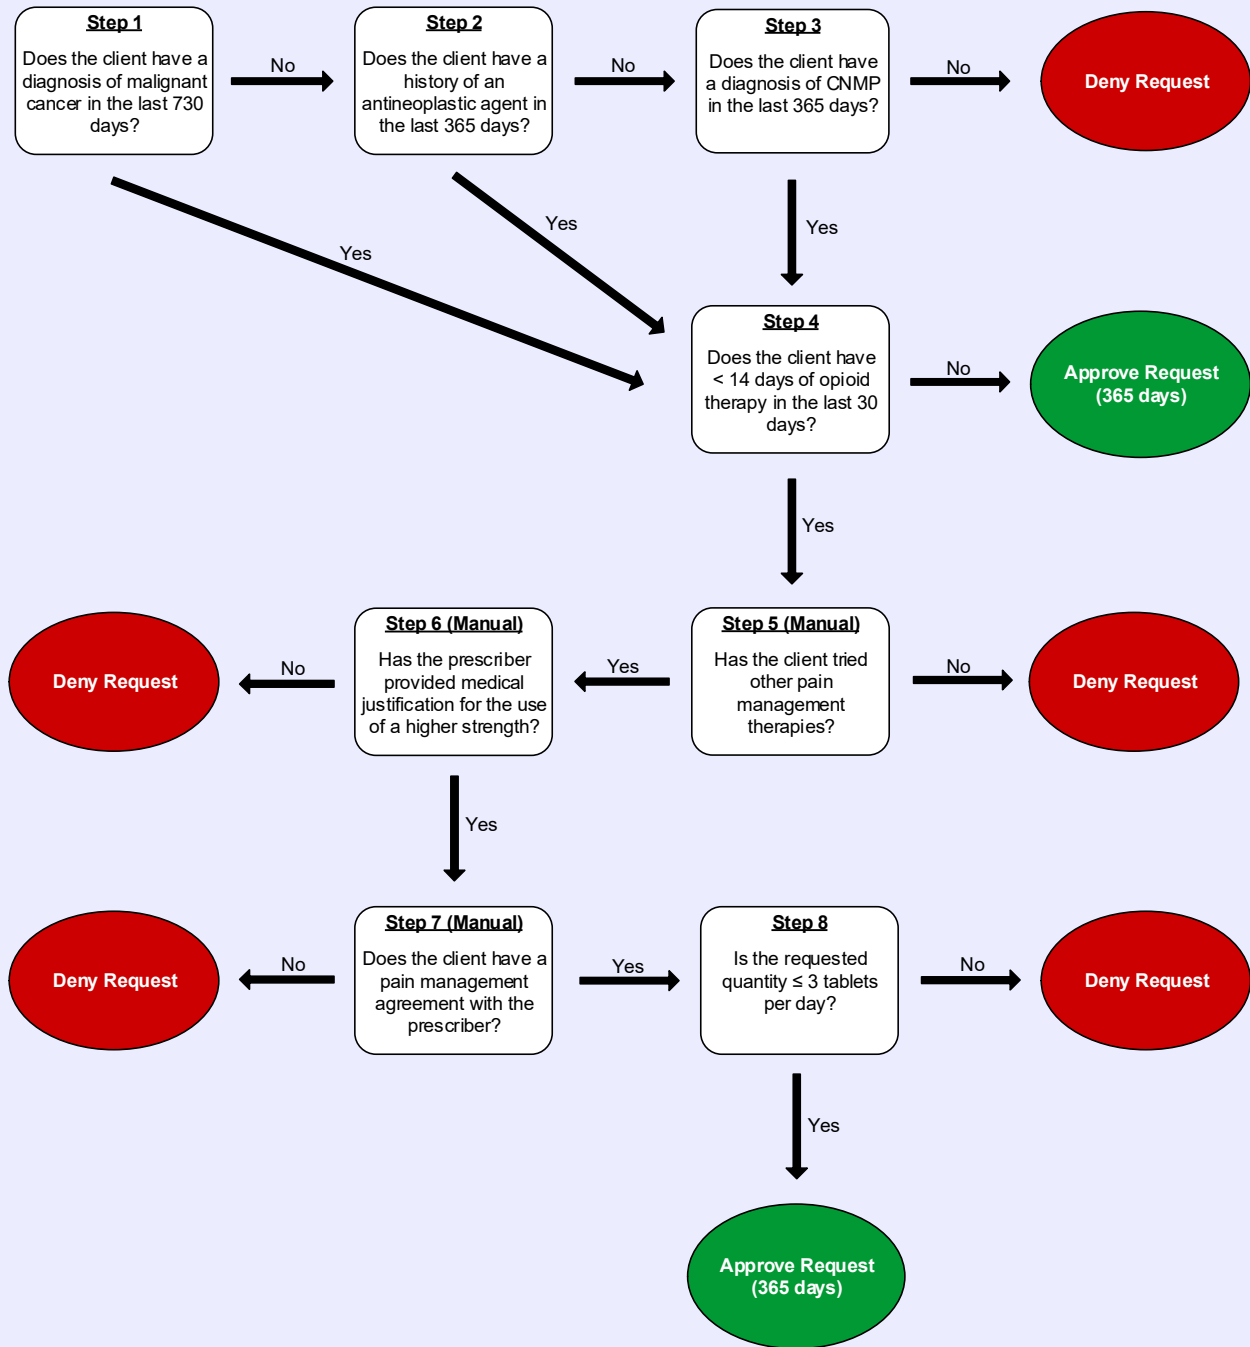 Step 1
Does the client have a
diagnosis of malignant
cancer in the last 730
days?
No
Step 2
Does the client have a
history of an
antineoplastic agent in
the last 365 days?
No
Step 3
Does the client have
a diagnosis of CNMP
in the last 365 days?
No
Deny Request
Yes
Yes
Yes
Step 4
Does the client have
< 14 days of opioid
therapy in the last 30
days?
No
Approve Request
(365 days)
Yes
Deny Request
No
Step 6 (Manual)
Has the prescriber
provided medical
justification for the use
of a higher strength?
Yes
Step 5 (Manual)
Has the client tried
other pain
management
therapies?
No
Deny Request
Yes
Deny Request
No
Step 7 (Manual)
Does the client have a
pain management
agreement with the
prescriber?
Yes
Step 8
Is the requested
quantity ≤ 3 tablets
per day?
No
Deny Request
Yes
Approve Request
(365 days)